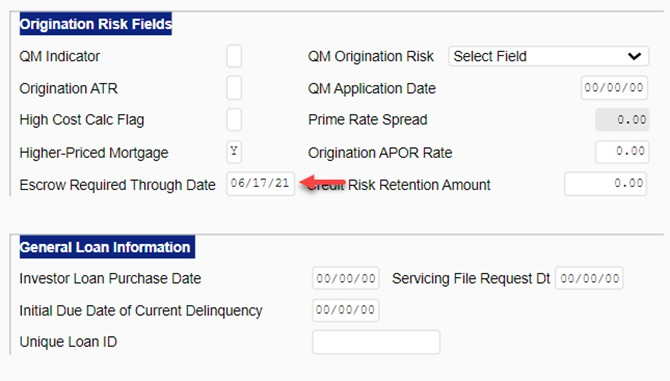 Origination Risk Fields
QM Indicator QM Origination Risk Select Field
Origination ATR QM Application Date 00/00/00
High Cost Calc Flag Prime Rate Spread 0.00
Higher-Priced Mortgage Y Origination APOR Rate 0.00
Escrow Required Through Date 06/17/21 Credit Risk Retention Amount 0.00
General Loan Information
Investor Loan Purchase Date 00/00/00 Servicing File Request Dt 00/00/00
Initial Due Date of Current Delinquency 00/00/00
Unique Loan ID